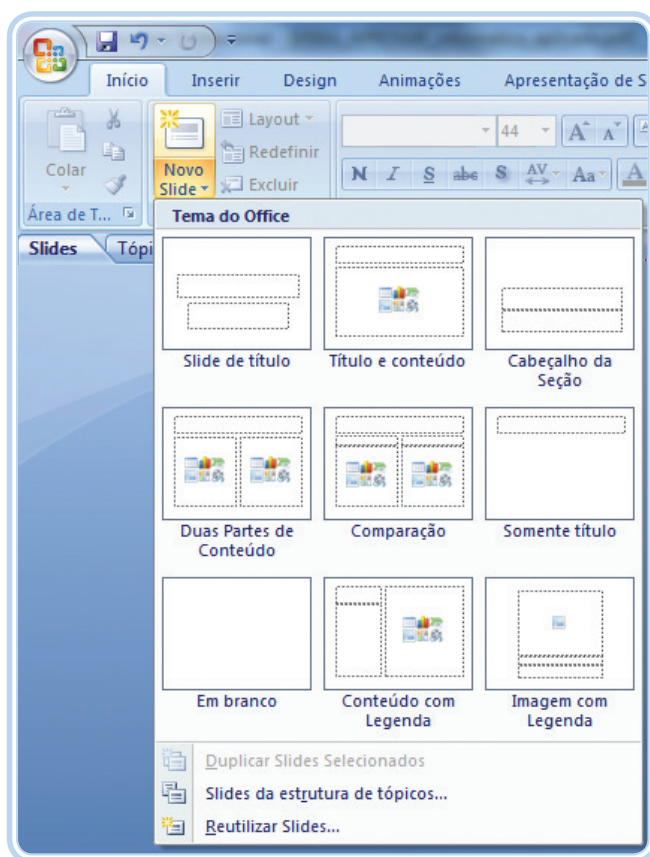 Início Inserir Design Animações Apresentação de S
Colar
Novo Slide
Layout
Redefinir
Excluir
44
A A
N I S abc S AV Aa A
Área de T...
Slides Tópi
Tema do Office
Slide de título Título e conteúdo Cabeçalho da
Seção
Duas Partes de Comparação Somente título
Conteúdo
Em branco Conteúdo com Imagem com
Legenda Legenda
Duplicar Slides Selecionados
Slides da estrutura de tópicos...
Reutilizar Slides...